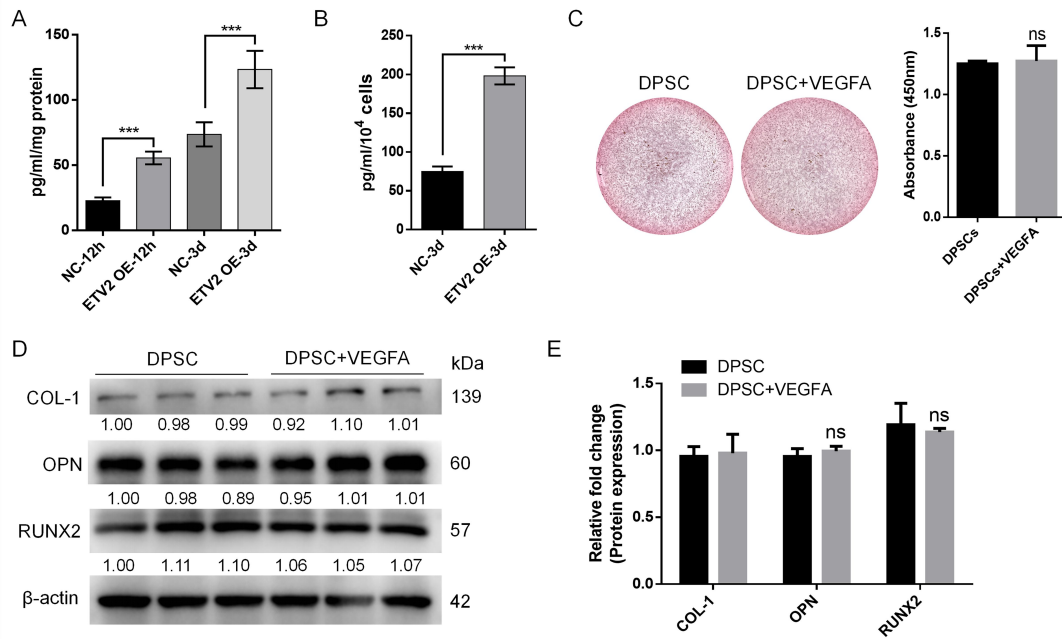 A
150
100
50
0
pg/ml/mg protein
***
***
NC-12h
ETV2 OE-12h
NC-3d
ETV2 OE-3d
B
250
200
150
100
50
0
pg/ml/10⁴ cells
***
NC-3d
ETV2 OE-3d
C
DPSC
DPSC+VEGFA
1.5
1.0
0.5
0.0
Absorbance (450nm)
ns
DPSCs
DPSCs+VEGFA
D
DPSC
DPSC+VEGFA
kDa
COL-1
139
1.00 0.98 0.99 0.92 1.10 1.01
OPN
60
1.00 0.98 0.89 0.95 1.01 1.01
RUNX2
57
1.00 1.11 1.10 1.06 1.05 1.07
β-actin
42
E
DPSC
DPSC+VEGFA
1.5
1.0
0.5
0.0
Relative fold change
(Protein expression)
ns
ns
COL-1
OPN
RUNX2